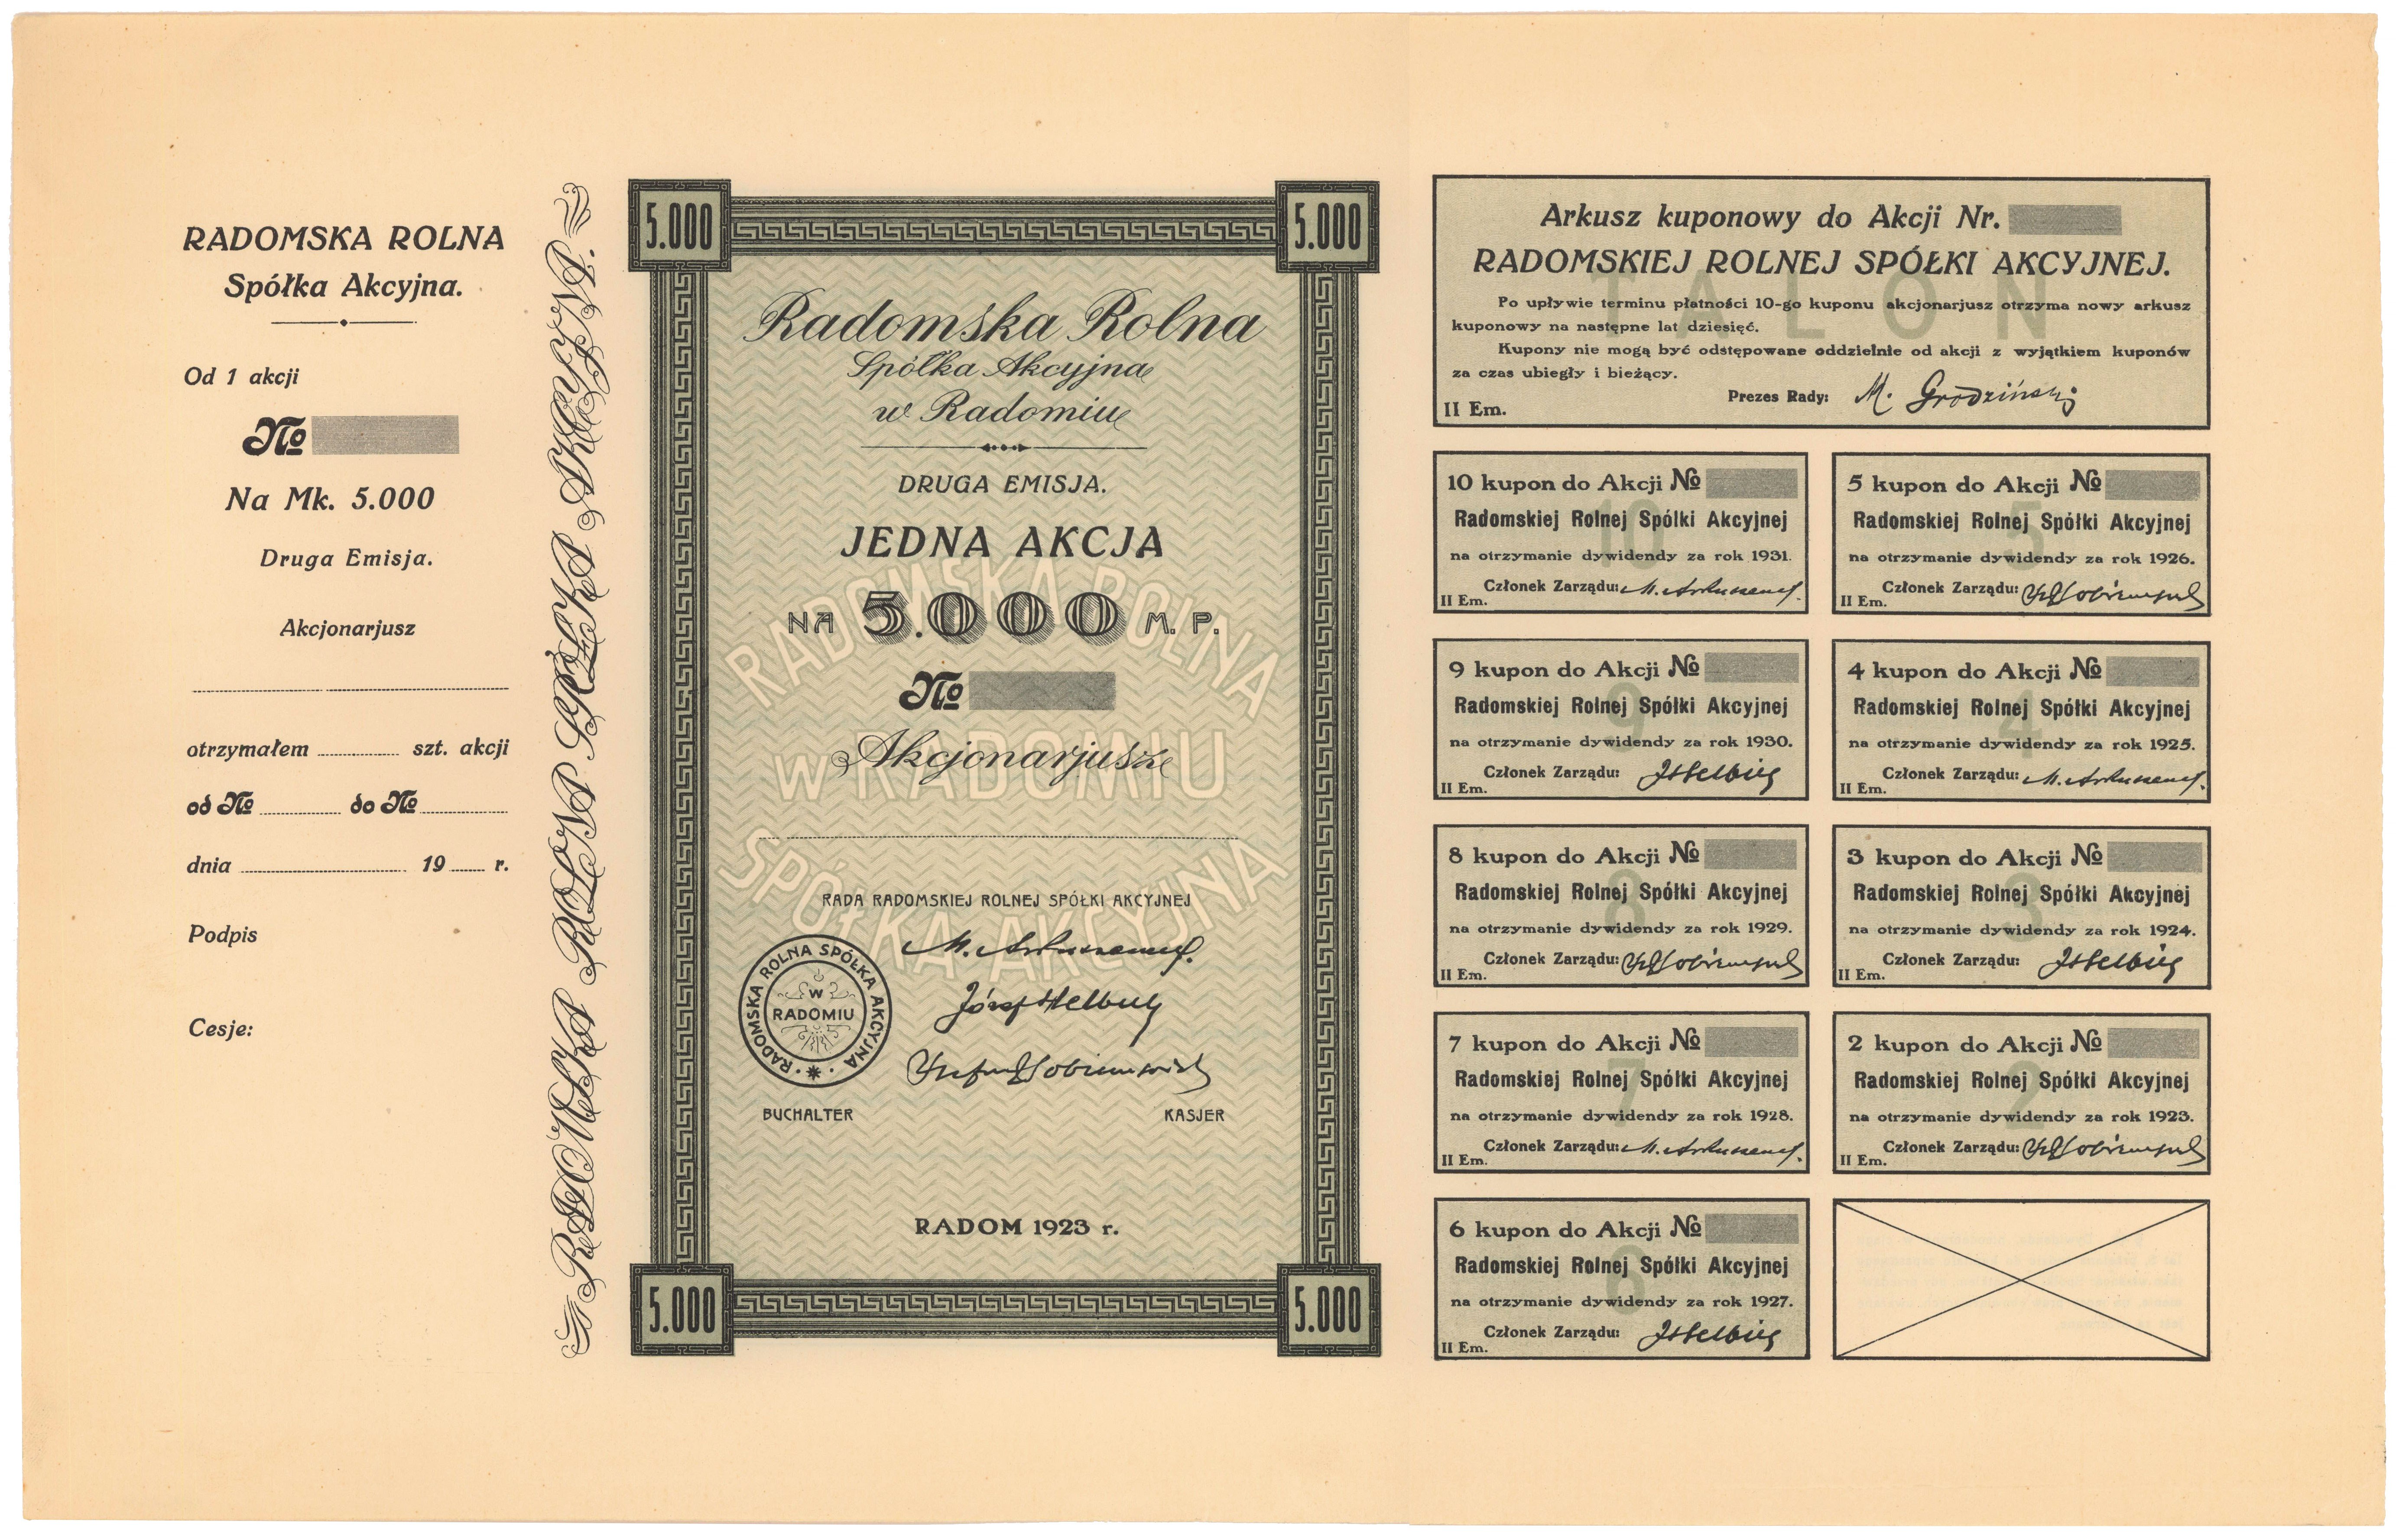 RADOMSKA ROLNA
Spółka Akcyjna.
Od 1 akcji
No
Na Mk. 5.000
Druga Emisja.
Akcjonarjusz
otrzymałem szt. akcji
od No do No
dnia 19 r.
Podpis
Cesje:
RADOMSKA ROLNA SPÓŁKA AKCYJNA.
5.000
5.000
Radomska Rolna
Spółka Akcyjna
w Radomiu
DRUGA EMISJA.
JEDNA AKCJA
NA 5.000 M. P.
No
Akcjonarjusz
RADOMSKA ROLNA
w RADOMIU
SPÓŁKA AKCYJNA
RADA RADOMSKIEJ ROLNEJ SPÓŁKI AKCYJNEJ
RADOMSKA ROLNA SPÓŁKA AKCYJNA
W
RADOMIU
BUCHALTER KASJER
RADOM 1923 r.
5.000
5.000
Arkusz kuponowy do Akcji Nr.
RADOMSKIEJ ROLNEJ SPÓŁKI AKCYJNEJ.
TALON
Po upływie terminu płatności 10-go kuponu akcjonarjusz otrzyma nowy arkusz
kuponowy na następne lat dziesięć.
Kupony nie mogą być odstępowane oddzielnie od akcji z wyjątkiem kuponów
za czas ubiegły i bieżący.
Prezes Rady: M. Grodziński
II Em.
10 kupon do Akcji No
Radomskiej Rolnej Spółki Akcyjnej
10
na otrzymanie dywidendy za rok 1931.
Członek Zarządu:
II Em.
9 kupon do Akcji No
Radomskiej Rolnej Spółki Akcyjnej
9
na otrzymanie dywidendy za rok 1930.
Członek Zarządu:
II Em.
8 kupon do Akcji No
Radomskiej Rolnej Spółki Akcyjnej
8
na otrzymanie dywidendy za rok 1929.
Członek Zarządu:
II Em.
7 kupon do Akcji No
Radomskiej Rolnej Spółki Akcyjnej
7
na otrzymanie dywidendy za rok 1928.
Członek Zarządu:
II Em.
6 kupon do Akcji No
Radomskiej Rolnej Spółki Akcyjnej
6
na otrzymanie dywidendy za rok 1927.
Członek Zarządu:
II Em.
5 kupon do Akcji No
Radomskiej Rolnej Spółki Akcyjnej
5
na otrzymanie dywidendy za rok 1926.
Członek Zarządu:
II Em.
4 kupon do Akcji No
Radomskiej Rolnej Spółki Akcyjnej
4
na otrzymanie dywidendy za rok 1925.
Członek Zarządu:
II Em.
3 kupon do Akcji No
Radomskiej Rolnej Spółki Akcyjnej
3
na otrzymanie dywidendy za rok 1924.
Członek Zarządu:
II Em.
2 kupon do Akcji No
Radomskiej Rolnej Spółki Akcyjnej
2
na otrzymanie dywidendy za rok 1923.
Członek Zarządu:
II Em.